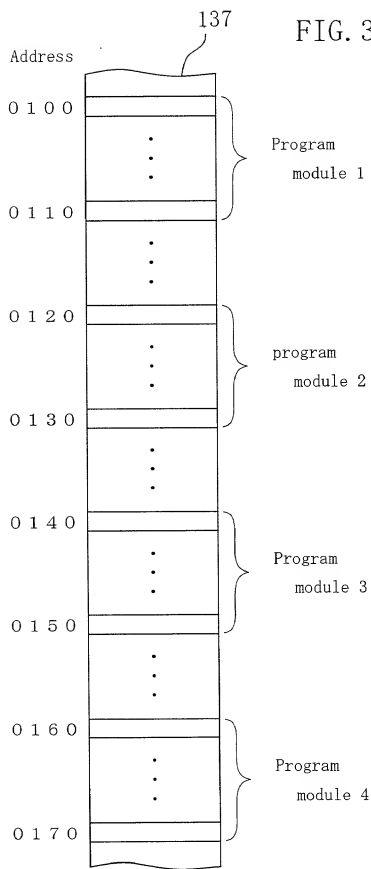 137
FIG. 3
Address
0100
Program
module 1
0110
0120
program
module 2
0130
0140
Program
module 3
0150
0160
Program
module 4
0170